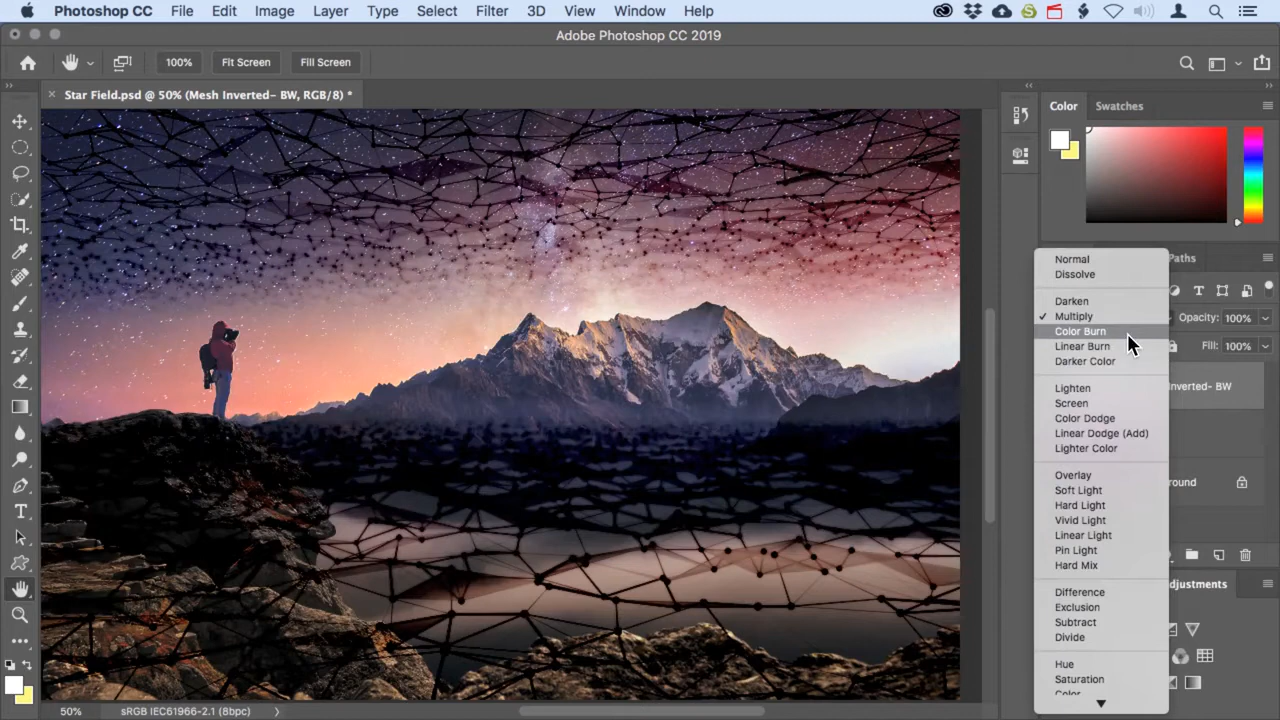 Photoshop CC File Edit Image Layer Type Select Filter 3D View Window Help
Adobe Photoshop CC 2019
100% Fit Screen Fill Screen
× Star Field.psd @ 50% (Mesh Inverted- BW, RGB/8) *
Color Swatches
Paths
Normal
Dissolve
Darken
Opacity: 100%
✓ Multiply
Color Burn
Linear Burn
Fill: 100%
Darker Color
Lighten
Inverted- BW
Screen
Color Dodge
Linear Dodge (Add)
Lighter Color
Overlay
round
Soft Light
Hard Light
Vivid Light
Linear Light
Pin Light
Hard Mix
Difference
djustments
Exclusion
Subtract
Divide
Hue
Saturation
Color
50% sRGB IEC61966-2.1 (8bpc)